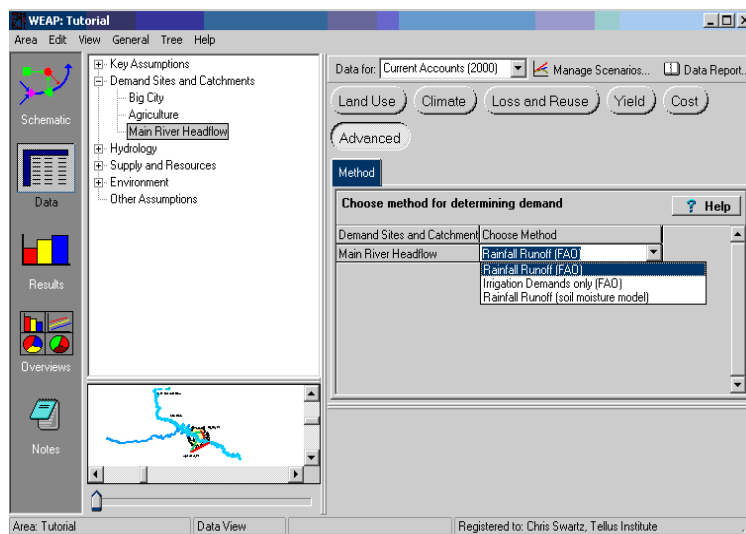 WEAP: Tutorial
Area Edit View General Tree Help
Schematic
Data
Results
Overviews
Notes
Key Assumptions
Demand Sites and Catchments
Big City
Agriculture
Main River Headflow
Hydrology
Supply and Resources
Environment
Other Assumptions
Data for: Current Accounts (2000) Manage Scenarios... Data Report...
Land Use Climate Loss and Reuse Yield Cost
Advanced
Method
Choose method for determining demand ? Help
Demand Sites and Catchment Choose Method
Main River Headflow Rainfall Runoff (FAO)
Rainfall Runoff (FAO)
Irrigation Demands only (FAO)
Rainfall Runoff (soil moisture model)
Area: Tutorial Data View Registered to: Chris Swartz, Tellus Institute